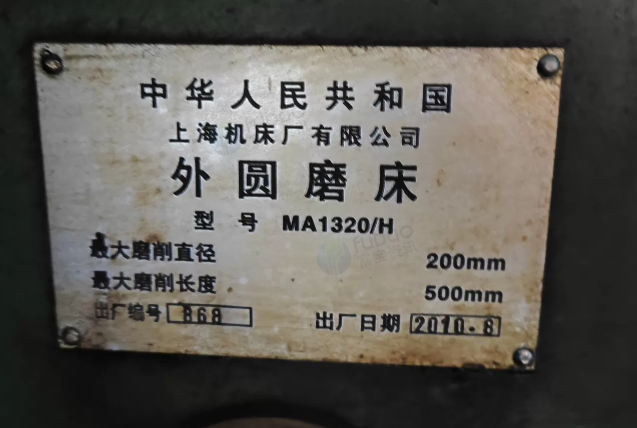 中华人民共和国
上海机床厂有限公司
外圆磨床
型号 MA1320/H
最大磨削直径 200mm
最大磨削长度 500mm
出厂编号 868 出厂日期 2010.8
FUDUO